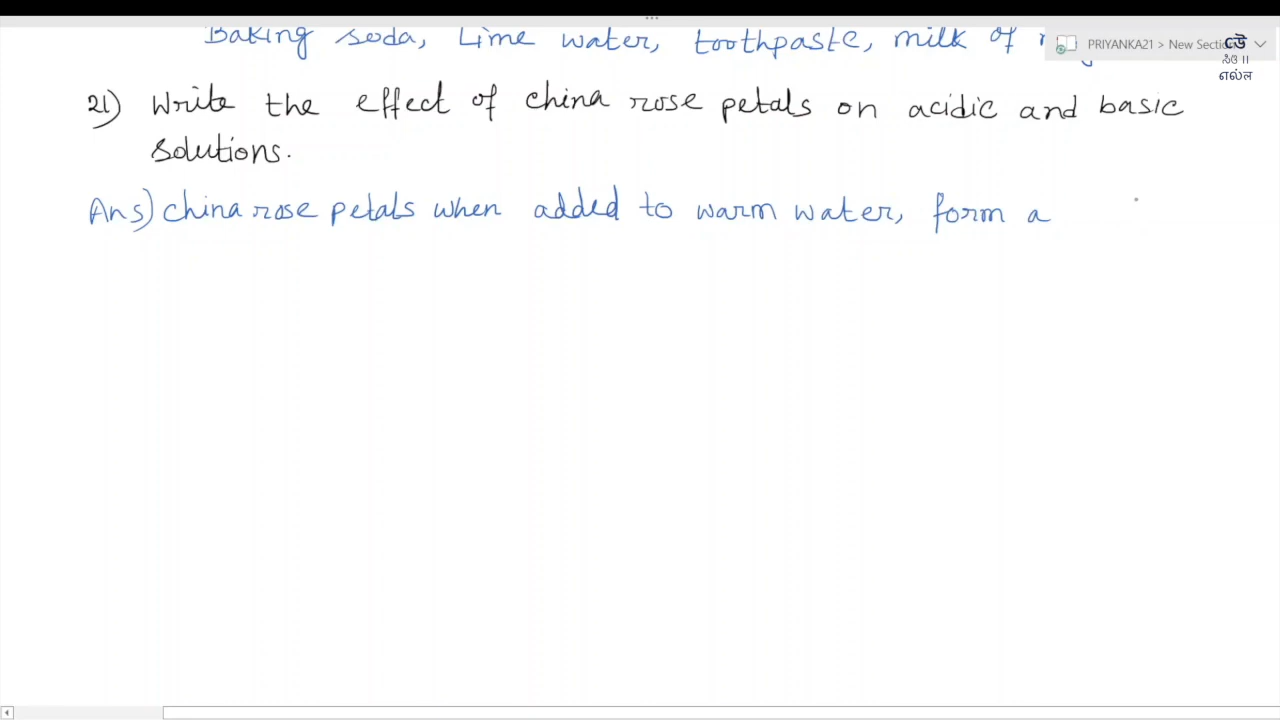 Baking soda, Lime water, toothpaste, milk of
PRIYANKA21 > New Section
21) Write the effect of china rose petals on acidic and basic
solutions.
Ans) china rose petals when added to warm water, form a